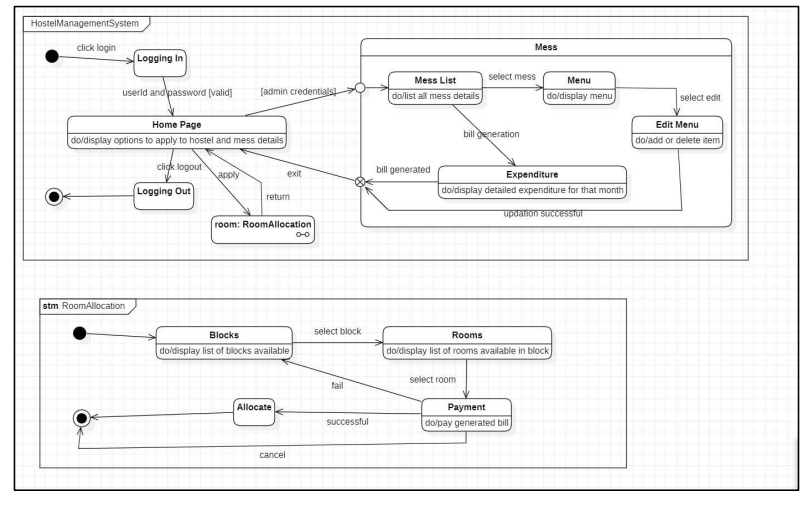 HostelManagementSystem
click login
Logging In
userId and password [valid]
[admin credentials]
Home Page
do/display options to apply to hostel and mess details
click logout
apply
return
exit
Logging Out
room: RoomAllocation
Mess
Mess List
do/list all mess details
select mess
Menu
do/display menu
select edit
Edit Menu
do/add or delete item
bill generation
bill generated
Expenditure
do/display detailed expenditure for that month
updation successful
stm RoomAllocation
Blocks
do/display list of blocks available
select block
Rooms
do/display list of rooms available in block
select room
fail
Allocate
successful
Payment
do/pay generated bill
cancel